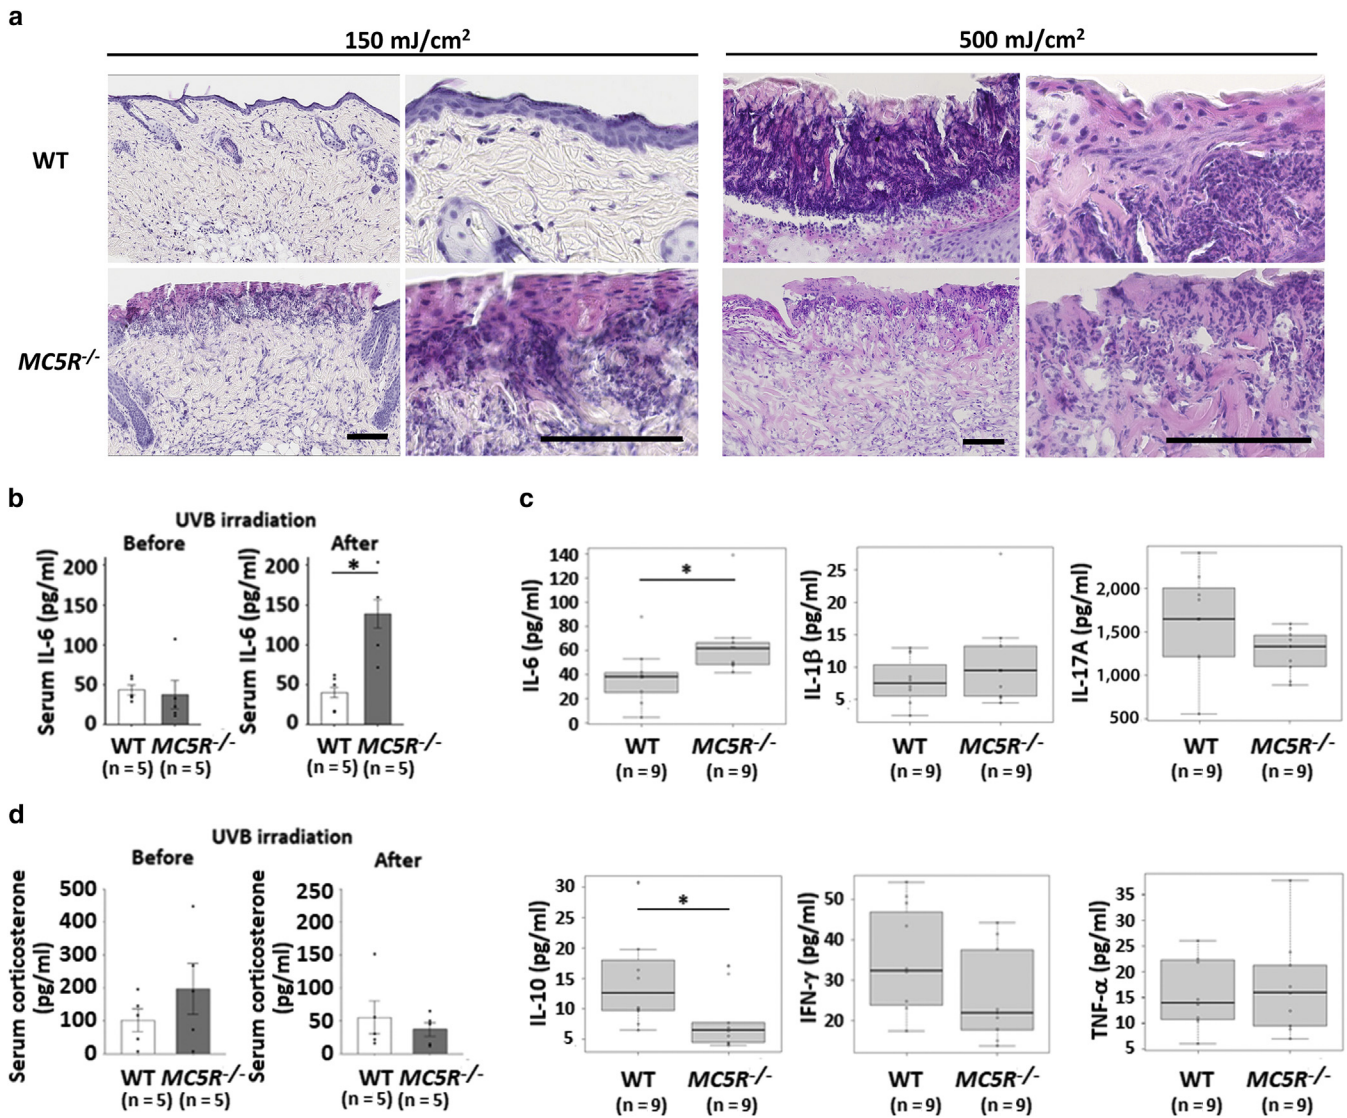 a
150 mJ/cm²
500 mJ/cm²
WT
MC5R-/-
b
UVB irradiation
Before
After
Serum IL-6 (pg/ml)
200
150
100
50
0
WT MC5R-/-
(n = 5) (n = 5)
Serum IL-6 (pg/ml)
200
150
100
50
0
*
WT MC5R-/-
(n = 5) (n = 5)
c
IL-6 (pg/ml)
140
120
100
80
60
40
20
0
*
WT MC5R-/-
(n = 9) (n = 9)
IL-1β (pg/ml)
25
20
15
10
5
WT MC5R-/-
(n = 9) (n = 9)
IL-17A (pg/ml)
2,000
1,500
1,000
500
WT MC5R-/-
(n = 9) (n = 9)
d
UVB irradiation
Before
After
Serum corticosterone
(pg/ml)
500
400
300
200
100
0
WT MC5R-/-
(n = 5) (n = 5)
Serum corticosterone
(pg/ml)
250
200
150
100
50
0
WT MC5R-/-
(n = 5) (n = 5)
IL-10 (pg/ml)
30
25
20
15
10
5
*
WT MC5R-/-
(n = 9) (n = 9)
IFN-γ (pg/ml)
50
40
30
20
WT MC5R-/-
(n = 9) (n = 9)
TNF-α (pg/ml)
35
30
25
20
15
10
5
WT MC5R-/-
(n = 9) (n = 9)